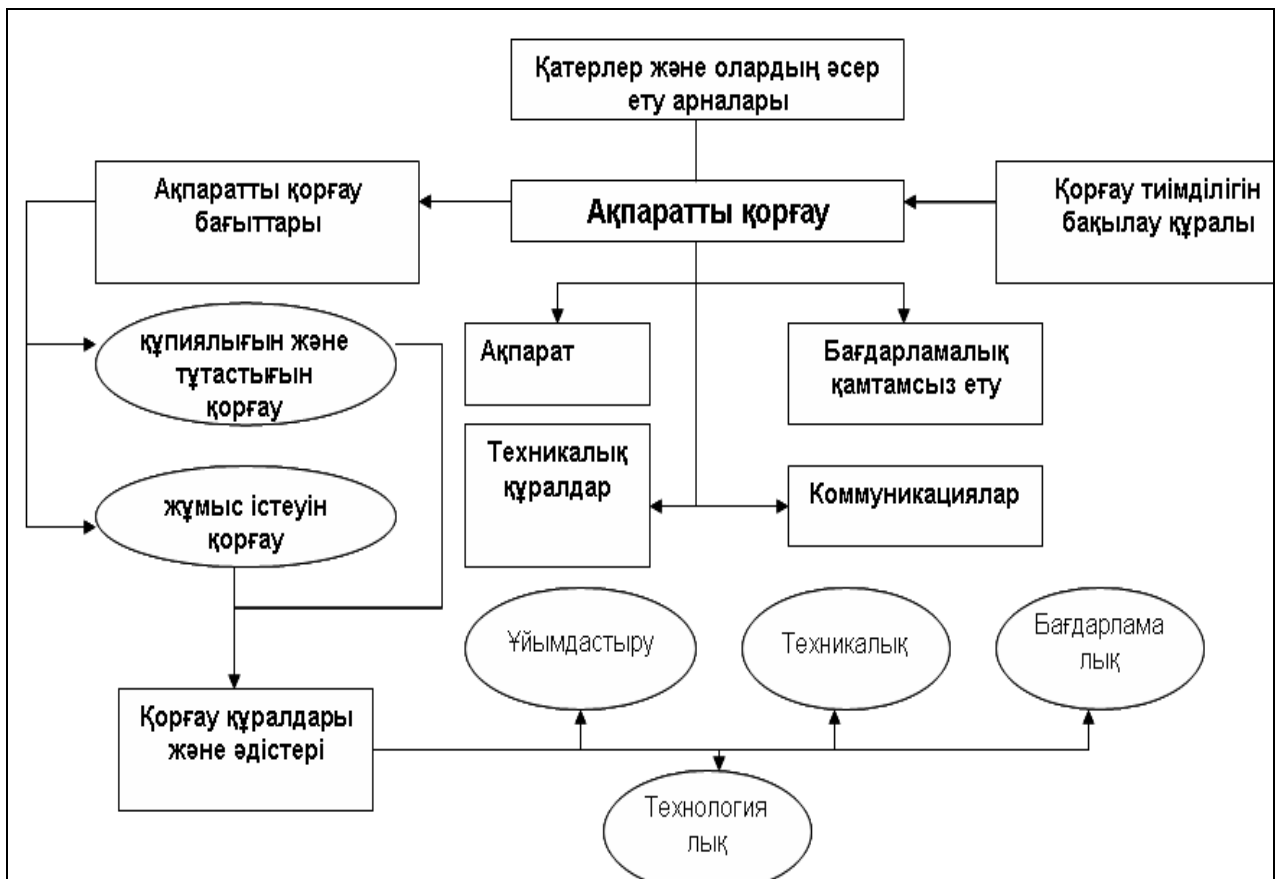 Қатерлер және олардың әсер
ету арналары
Ақпаратты қорғау
бағыттары
Ақпаратты қорғау
Қорғау тиімділігін
бақылау құралы
құпиялығын және
тұтастығын
қорғау
Ақпарат
Бағдарламалық
қамтамсыз ету
Техникалық
құралдар
Коммуникациялар
жұмыс істеуін
қорғау
Ұйымдастыру
Техникалық
Бағдарлама
лық
Қорғау құралдары
және әдістері
Технология
лық